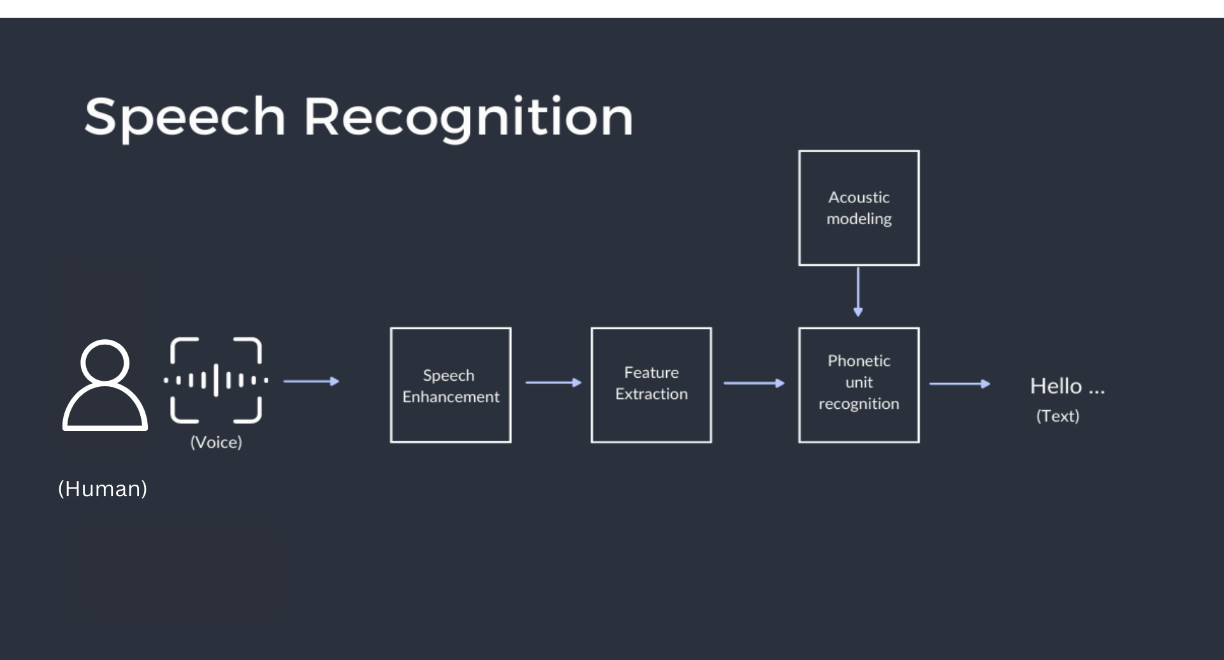 Speech Recognition
Acoustic
modeling
(Human)
(Voice)
Speech
Enhancement
Feature
Extraction
Phonetic
unit
recognition
Hello ...
(Text)